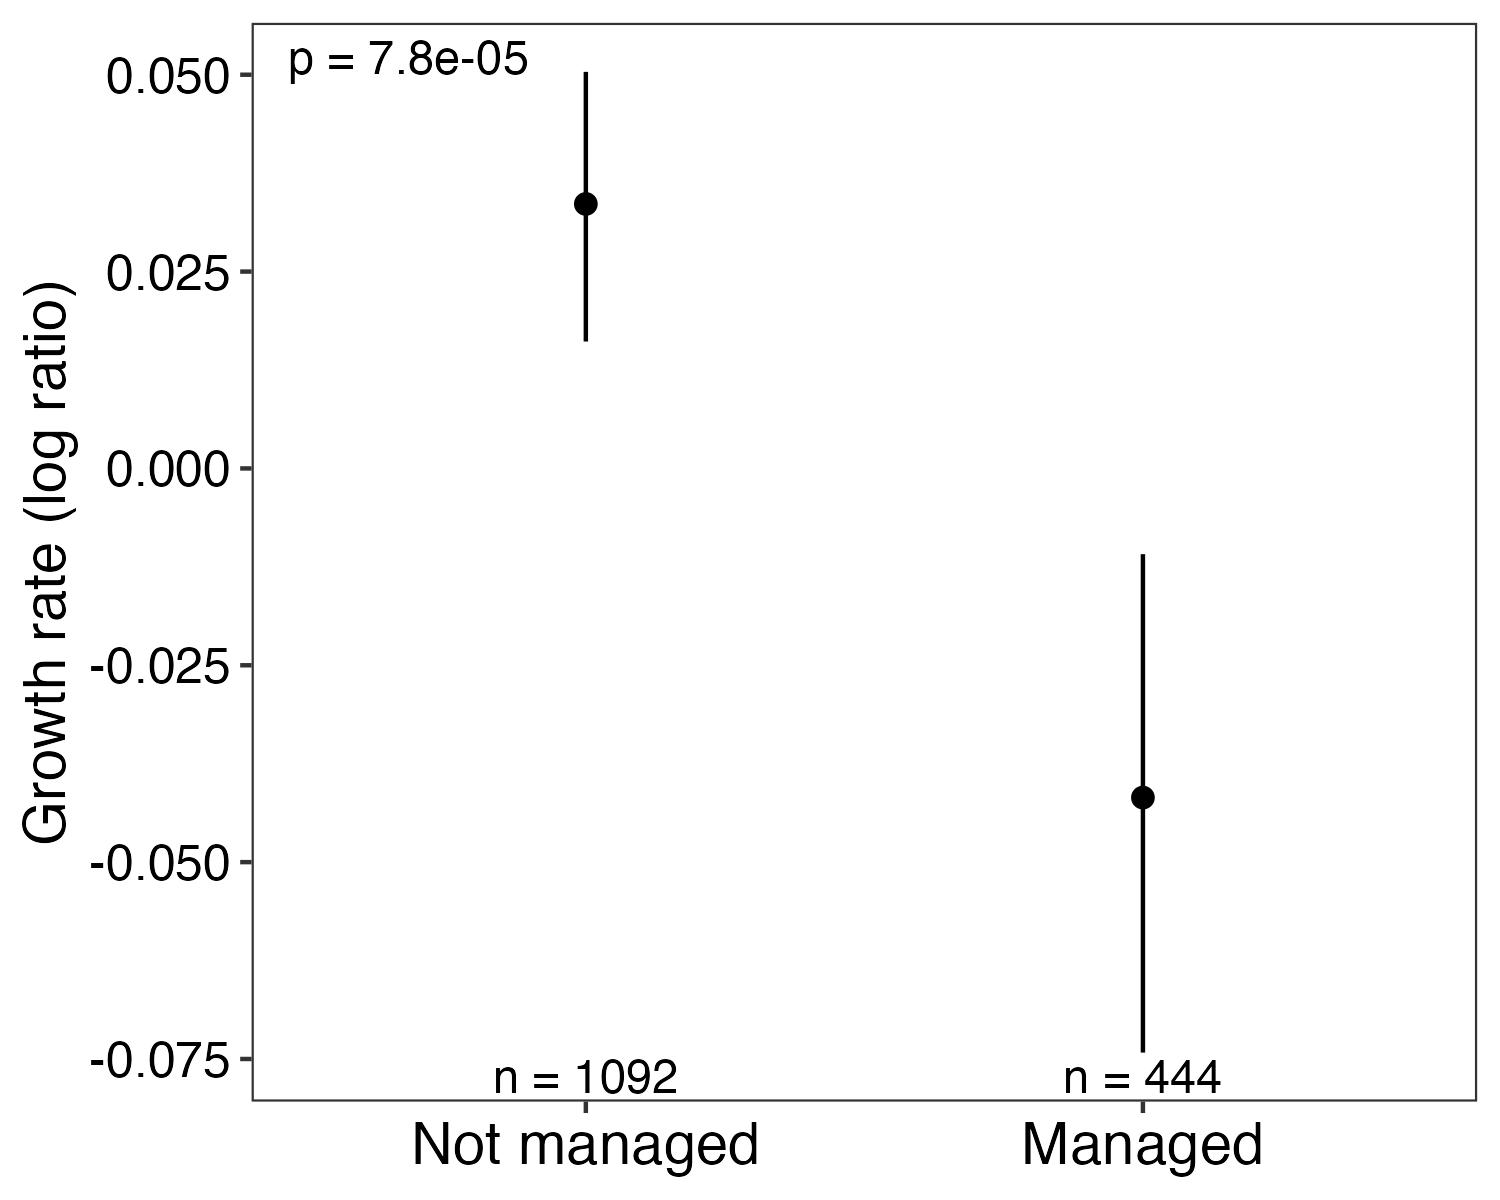 p = 7.8e-05
0.050
0.025
0.000
-0.025
-0.050
-0.075
Growth rate (log ratio)
n = 1092
n = 444
Not managed
Managed